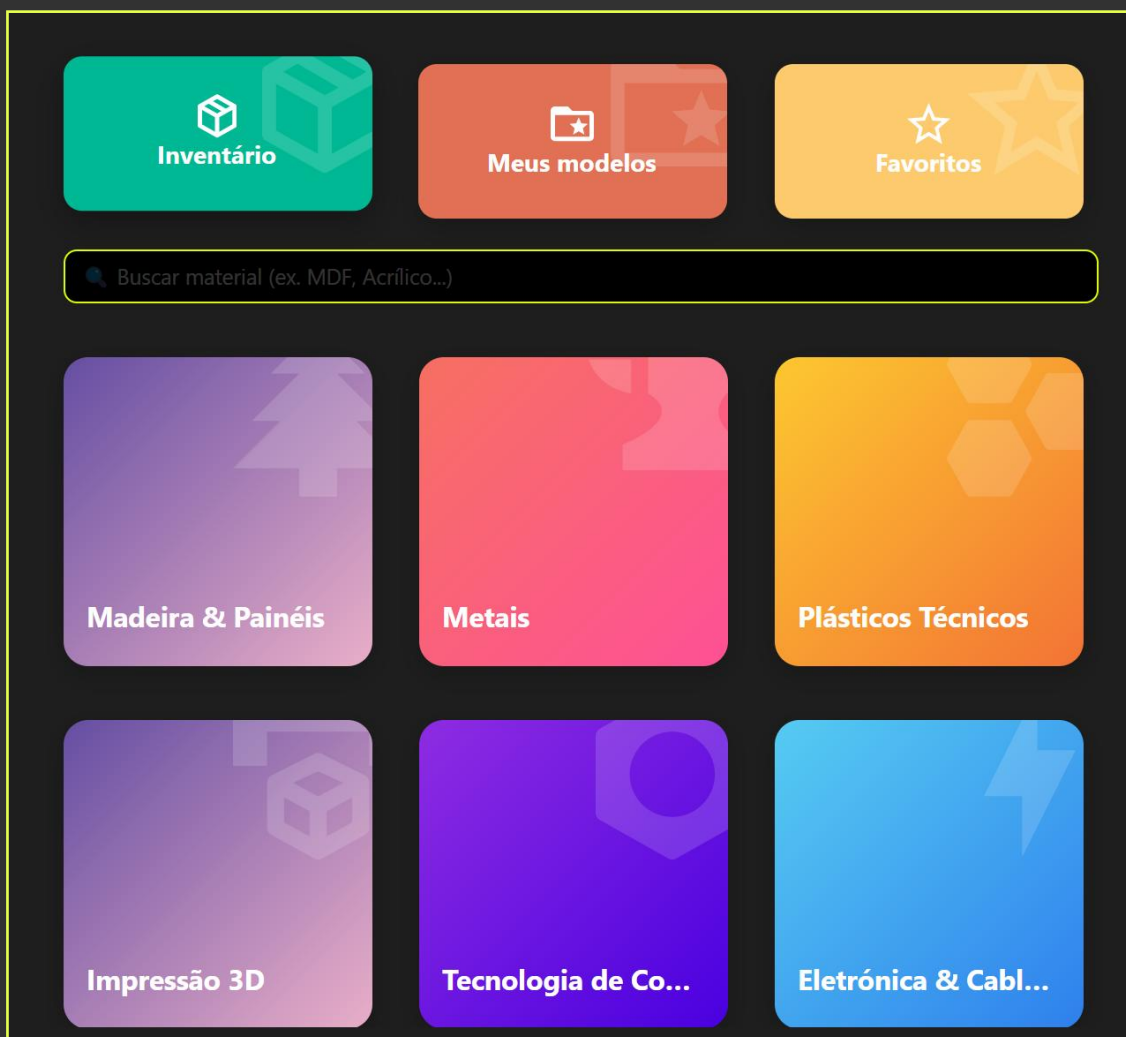 Inventário
Meus modelos
Favoritos
Buscar material (ex. MDF, Acrílico...)
Madeira & Painéis
Metais
Plásticos Técnicos
Impressão 3D
Tecnologia de Co...
Eletrónica & Cabl...